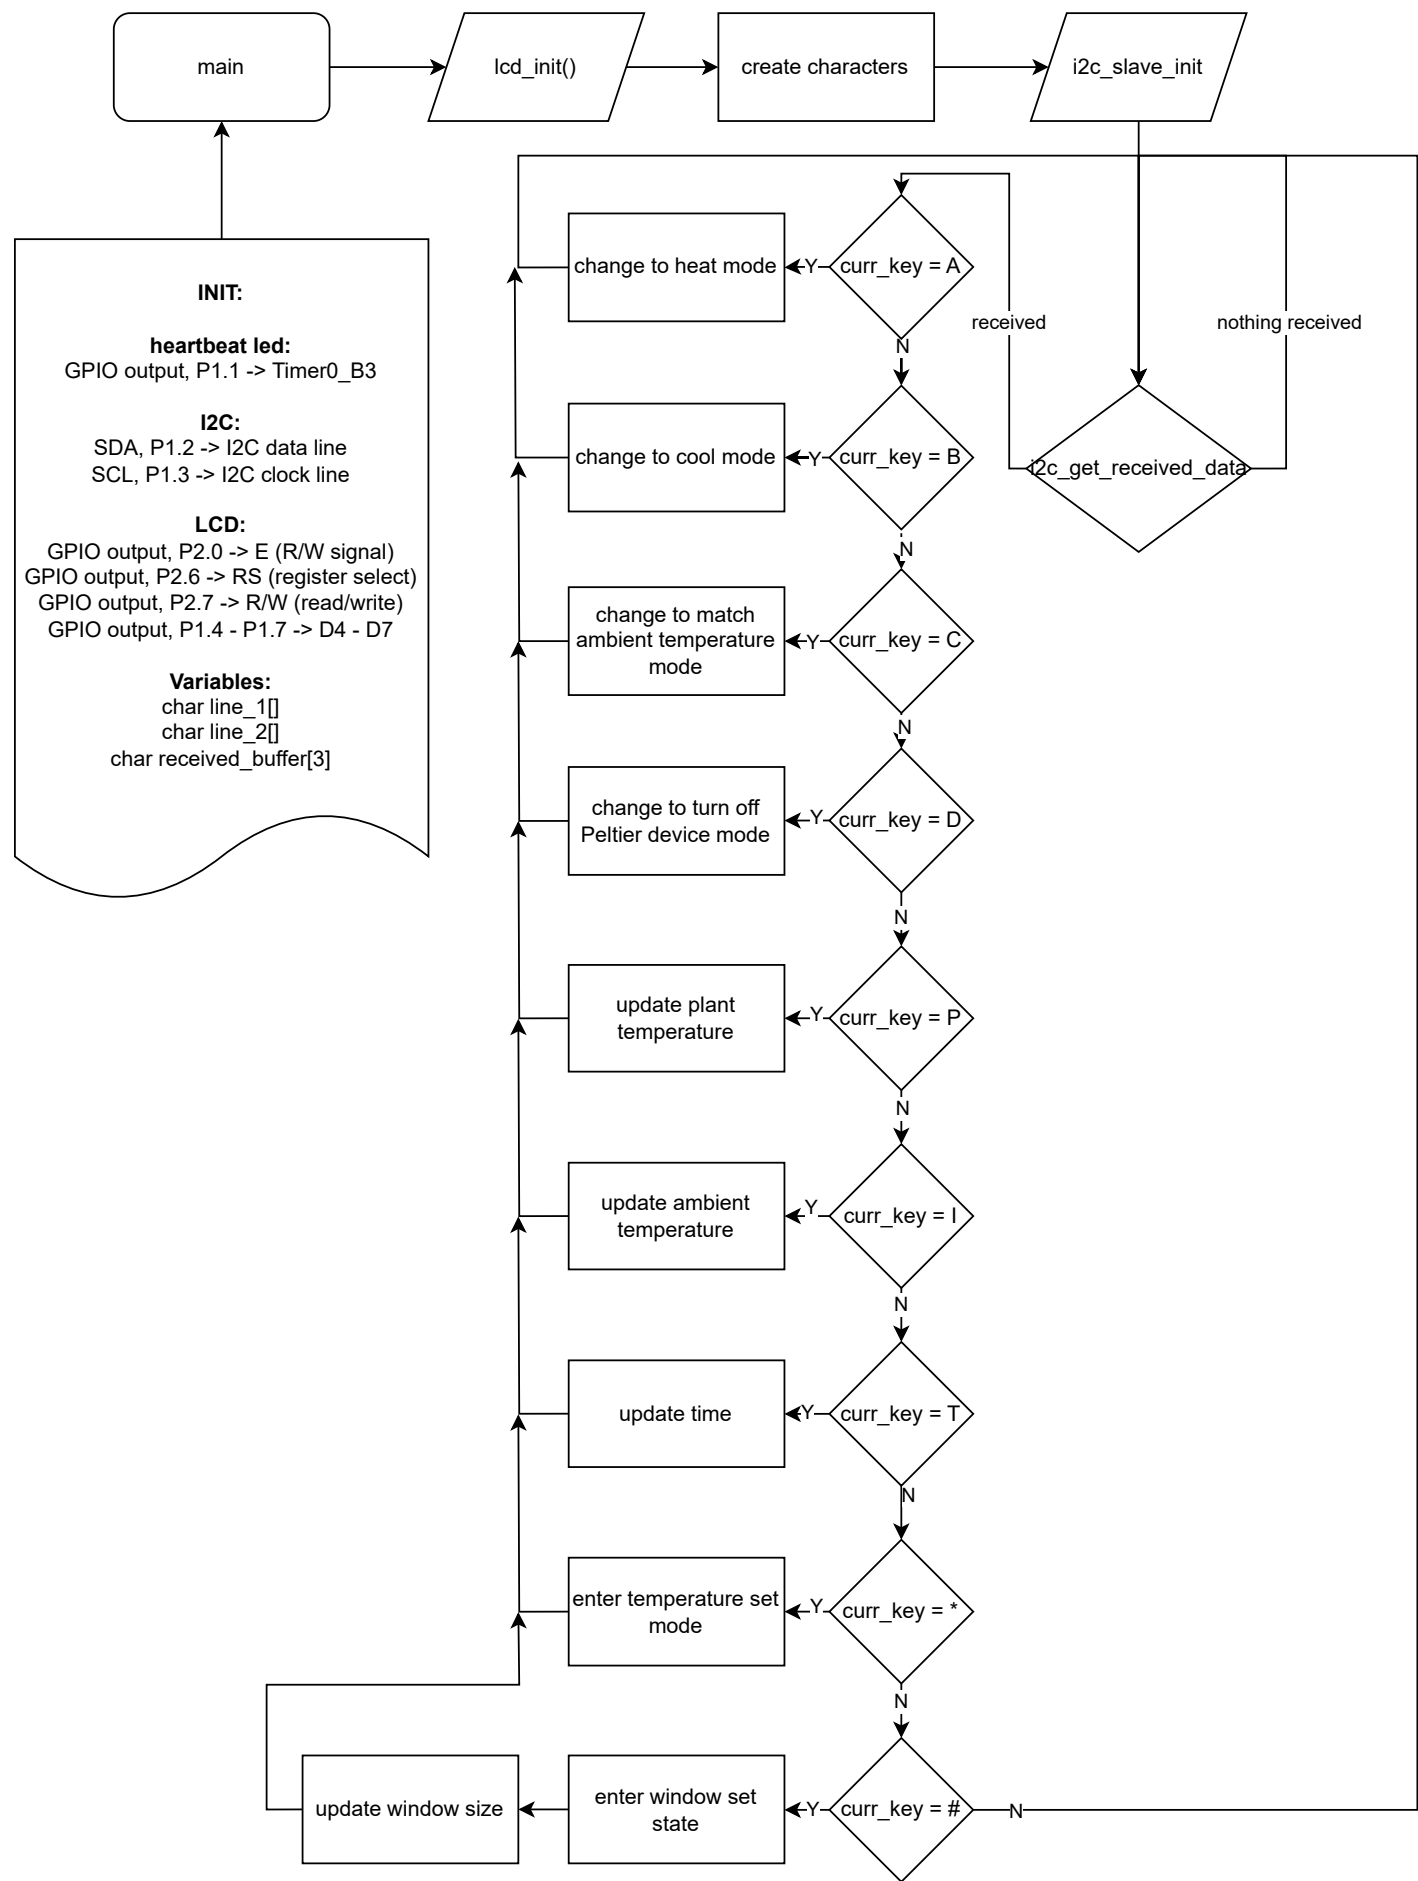 main
lcd_init()
create characters
i2c_slave_init
INIT:
heartbeat led:
GPIO output, P1.1 -> Timer0_B3
I2C:
SDA, P1.2 -> I2C data line
SCL, P1.3 -> I2C clock line
LCD:
GPIO output, P2.0 -> E (R/W signal)
GPIO output, P2.6 -> RS (register select)
GPIO output, P2.7 -> R/W (read/write)
GPIO output, P1.4 - P1.7 -> D4 - D7
Variables:
char line_1[]
char line_2[]
char received_buffer[3]
received
nothing received
i2c_get_received_data
curr_key = A
Y
change to heat mode
N
curr_key = B
Y
change to cool mode
N
curr_key = C
Y
change to match
ambient temperature
mode
N
curr_key = D
Y
change to turn off
Peltier device mode
N
curr_key = P
Y
update plant
temperature
N
curr_key = I
Y
update ambient
temperature
N
curr_key = T
Y
update time
N
curr_key = *
Y
enter temperature set
mode
N
curr_key = #
Y
enter window set
state
update window size
N